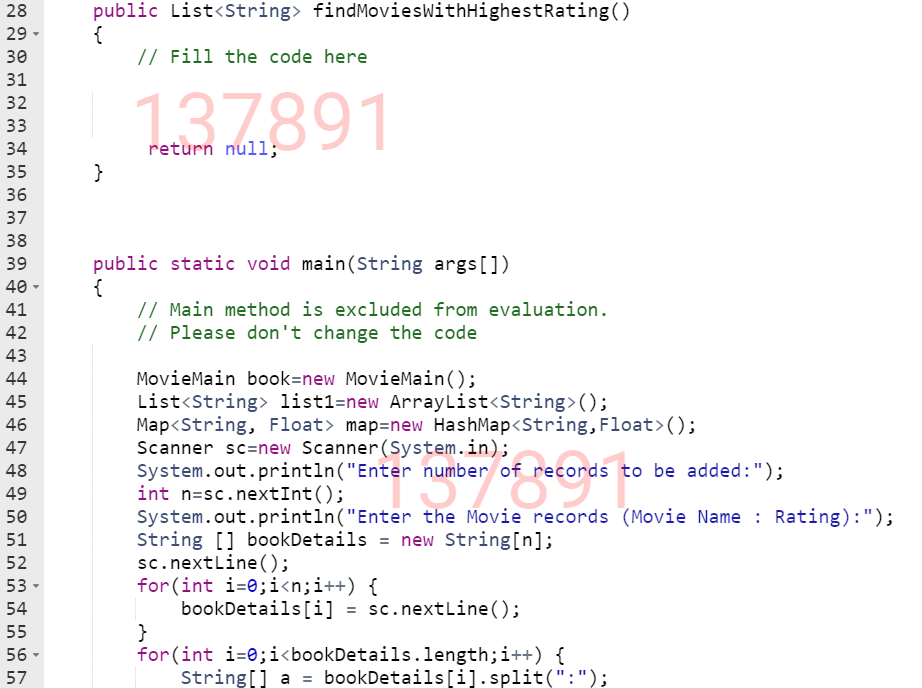 28 public List<String> findMoviesWithHighestRating()
29 {
30 // Fill the code here
31
32
33
137891
34 return null;
35 }
36
37
38
39 public static void main(String args[])
40 {
41 // Main method is excluded from evaluation.
42 // Please don't change the code
43
44 MovieMain book=new MovieMain();
45 List<String> list1=new ArrayList<String>();
46 Map<String, Float> map=new HashMap<String,Float>();
47 Scanner sc=new Scanner(System.in);
48 System.out.println("Enter number of records to be added:");
137891
49 int n=sc.nextInt();
50 System.out.println("Enter the Movie records (Movie Name : Rating):");
51 String [] bookDetails = new String[n];
52 sc.nextLine();
53 for(int i=0;i<n;i++) {
54 bookDetails[i] = sc.nextLine();
55 }
56 for(int i=0;i<bookDetails.length;i++) {
57 String[] a = bookDetails[i].split(":");